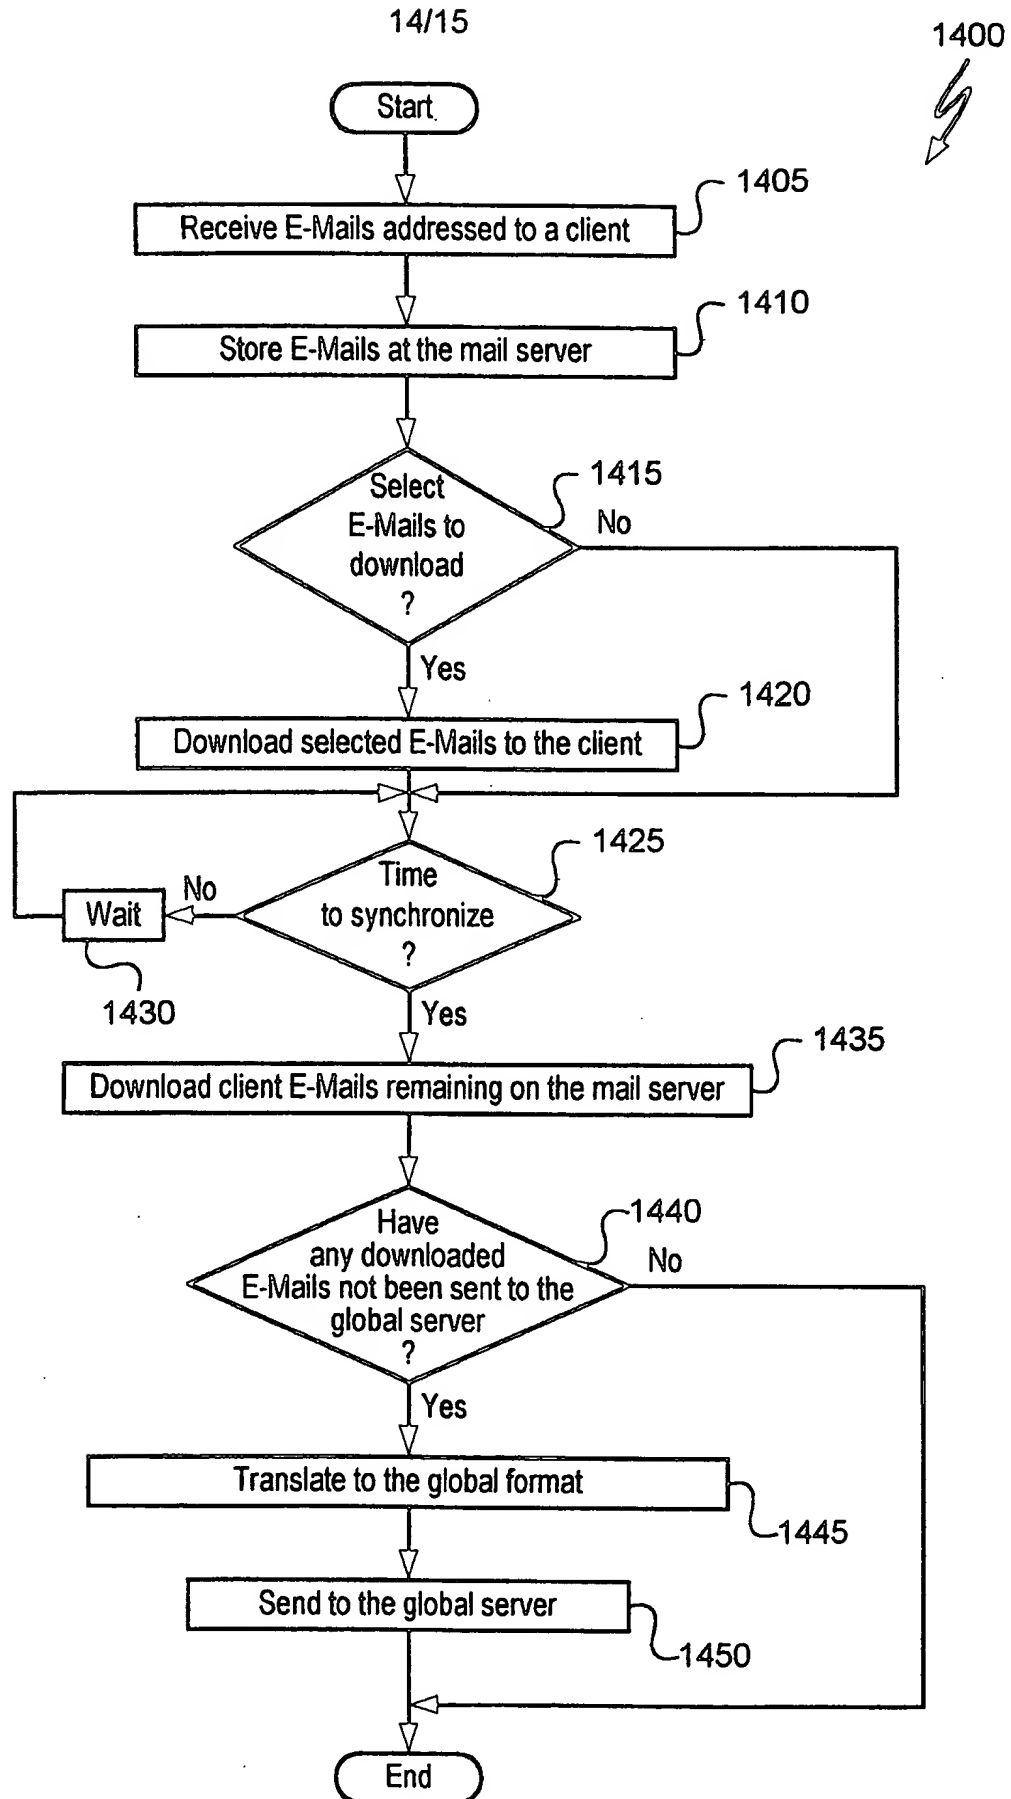 14/15
1400
Start
1405
Receive E-Mails addressed to a client
1410
Store E-Mails at the mail server
1415
Select
E-Mails to
download
?
No
Yes
1420
Download selected E-Mails to the client
1425
Time
to synchronize
?
No
Wait
1430
Yes
1435
Download client E-Mails remaining on the mail server
1440
Have
any downloaded
E-Mails not been sent to the
global server
?
No
Yes
Translate to the global format
1445
Send to the global server
1450
End